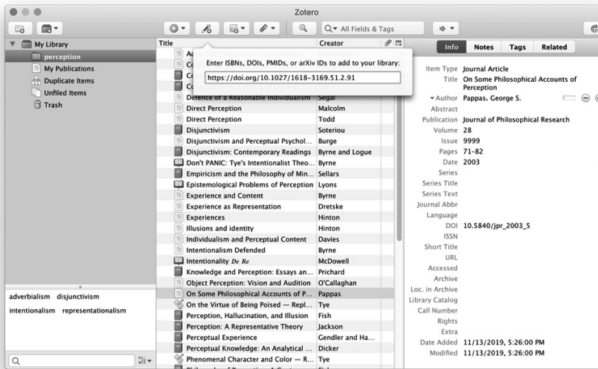 Zotero
All Fields & Tags
My Library
perception
My Publications
Duplicate Items
Unfiled Items
Trash
adverbialism disjunctivism
intentionalism representationalism
Title Creator
Enter ISBNs, DOIs, PMIDs, or arXiv IDs to add to your library:
https://doi.org/10.1027/1618-3169.51.2.91
Defence of a Reasonable Individualism Segal
Direct Perception Malcolm
Direct Perception Todd
Disjunctivism Soteriou
Disjunctivism and Perceptual Psychol... Burge
Disjunctivism: Contemporary Readings Byrne and Logue
Don't PANIC: Tye's Intentionalist Theo... Byrne
Empiricism and the Philosophy of Min... Sellars
Epistemological Problems of Perception Lyons
Experience and Content Byrne
Experience as Representation Dretske
Experiences Hinton
Illusions and identity Hinton
Individualism and Perceptual Content Davies
Intentionalism Defended Byrne
Intentionality De Re McDowell
Knowledge and Perception: Essays an... Prichard
Object Perception: Vision and Audition O'Callaghan
On Some Philosophical Accounts of P... Pappas
On the Virtue of Being Poised — Repl... Tye
Perception, Hallucination, and Illusion Fish
Perception: A Representative Theory Jackson
Perceptual Experience Gendler and Ha...
Perceptual Knowledge: An Analytical ... Dicker
Phenomenal Character and Color — R... Tye
Info Notes Tags Related
Item Type Journal Article
Title On Some Philosophical Accounts of
Perception
Author Pappas, George S.
Abstract
Publication Journal of Philosophical Research
Volume 28
Issue 9999
Pages 71-82
Date 2003
Series
Series Title
Series Text
Journal Abbr
Language
DOI 10.5840/jpr_2003_5
ISSN
Short Title
URL
Accessed
Archive
Loc. in Archive
Library Catalog
Call Number
Rights
Extra
Date Added 11/13/2019, 5:26:00 PM
Modified 11/13/2019, 5:26:00 PM